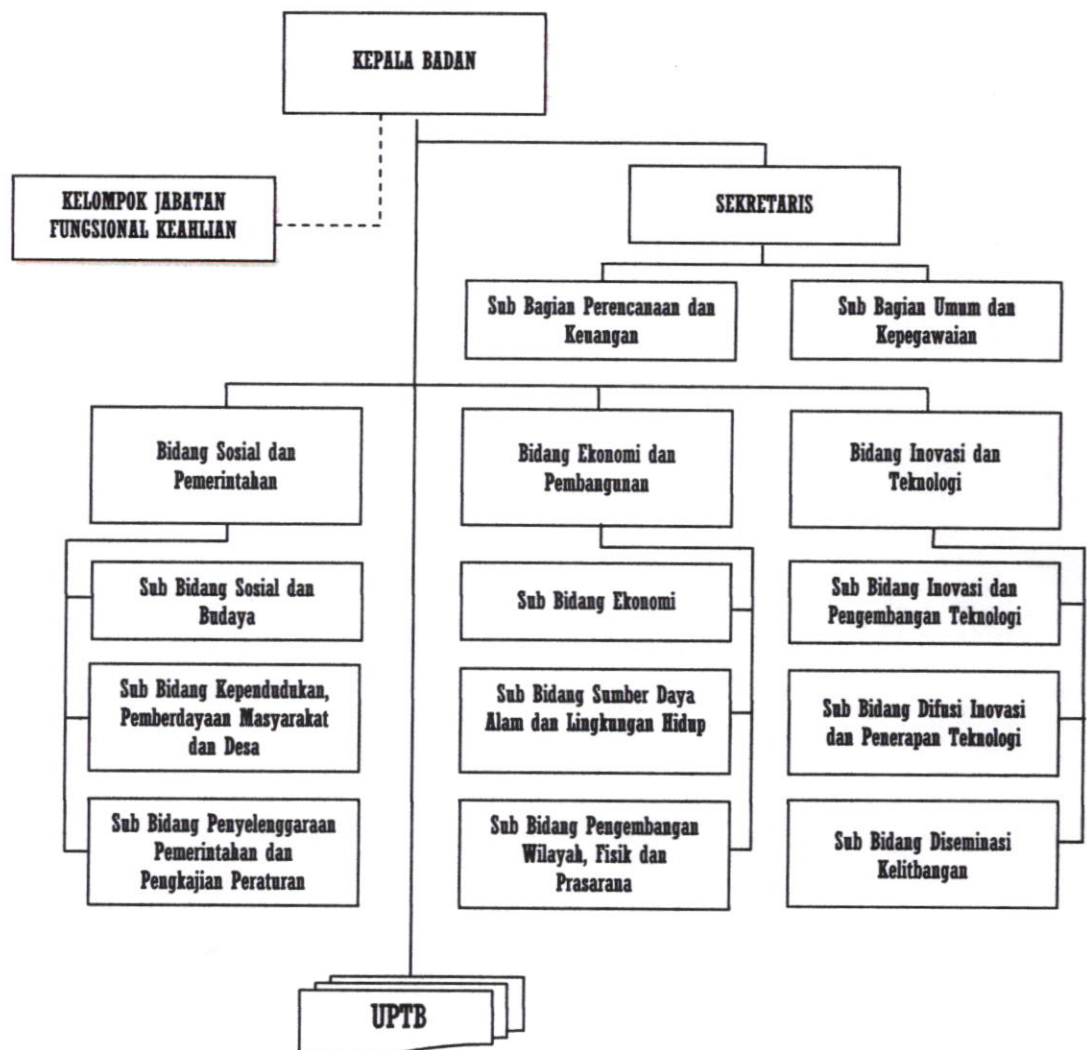 KEPALA BADAN
KELOMPOK JABATAN
FUNGSIONAL KEAHLIAN
SEKRETARIS
Sub Bagian Perencanaan dan
Keuangan
Sub Bagian Umum dan
Kepegawaian
Bidang Sosial dan
Pemerintahan
Bidang Ekonomi dan
Pembangunan
Bidang Inovasi dan
Teknologi
Sub Bidang Sosial dan
Budaya
Sub Bidang Ekonomi
Sub Bidang Inovasi dan
Pengembangan Teknologi
Sub Bidang Kependudukan,
Pemberdayaan Masyarakat
dan Desa
Sub Bidang Sumber Daya
Alam dan Lingkungan Hidup
Sub Bidang Difusi Inovasi
dan Penerapan Teknologi
Sub Bidang Penyelenggaraan
Pemerintahan dan
Pengkajian Peraturan
Sub Bidang Pengembangan
Wilayah, Fisik dan
Prasarana
Sub Bidang Diseminasi
Kelitbangan
UPTB